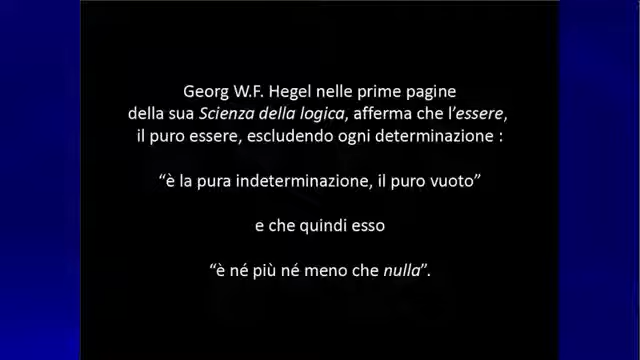 Georg W.F. Hegel nelle prime pagine
della sua Scienza della logica, afferma che l’essere,
il puro essere, escludendo ogni determinazione :
“è la pura indeterminazione, il puro vuoto”
e che quindi esso
“è né più né meno che nulla”.